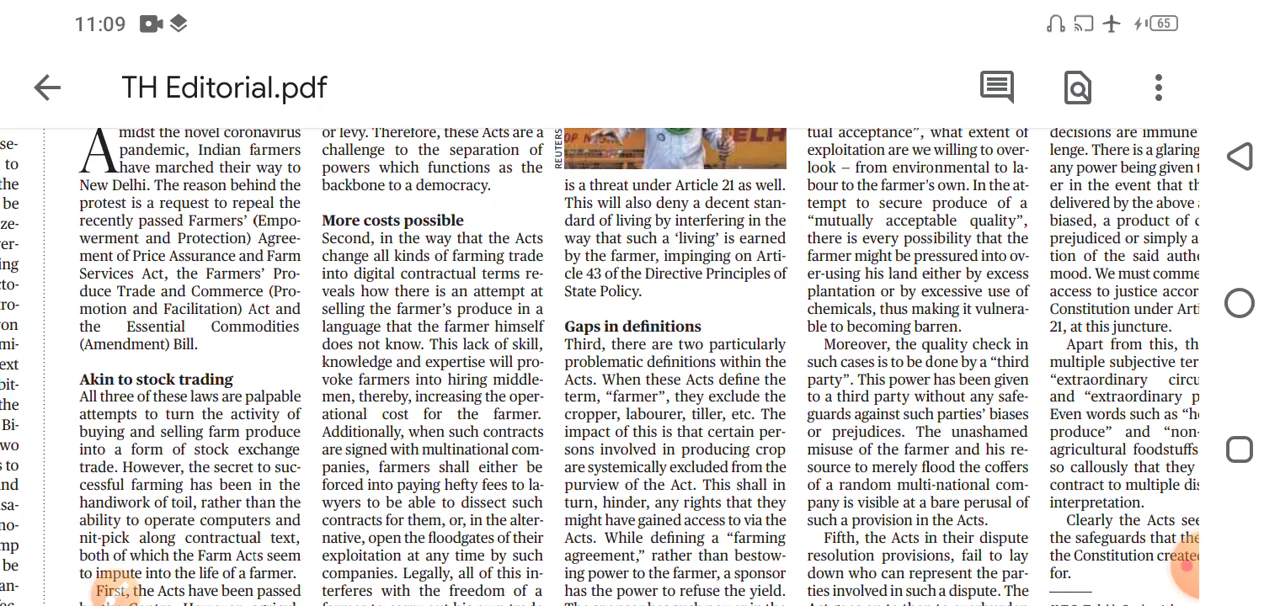 11:09
65
TH Editorial.pdf
se-
to
the
be
ze-
er-
ing
cto-
ro-
on
mi-
ext
bit-
the
Bi-
wo
s to
nd
sa-
no-
mp
be
an-
Amidst the novel coronavirus
pandemic, Indian farmers
have marched their way to
New Delhi. The reason behind the
protest is a request to repeal the
recently passed Farmers’ (Empo-
werment and Protection) Agree-
ment of Price Assurance and Farm
Services Act, the Farmers’ Pro-
duce Trade and Commerce (Pro-
motion and Facilitation) Act and
the Essential Commodities
(Amendment) Bill.
Akin to stock trading
All three of these laws are palpable
attempts to turn the activity of
buying and selling farm produce
into a form of stock exchange
trade. However, the secret to suc-
cessful farming has been in the
handiwork of toil, rather than the
ability to operate computers and
nit-pick along contractual text,
both of which the Farm Acts seem
to impute into the life of a farmer.
First, the Acts have been passed
or levy. Therefore, these Acts are a
challenge to the separation of
powers which functions as the
backbone to a democracy.
More costs possible
Second, in the way that the Acts
change all kinds of farming trade
into digital contractual terms re-
veals how there is an attempt at
selling the farmer’s produce in a
language that the farmer himself
does not know. This lack of skill,
knowledge and expertise will pro-
voke farmers into hiring middle-
men, thereby, increasing the oper-
ational cost for the farmer.
Additionally, when such contracts
are signed with multinational com-
panies, farmers shall either be
forced into paying hefty fees to la-
wyers to be able to dissect such
contracts for them, or, in the alter-
native, open the floodgates of their
exploitation at any time by such
companies. Legally, all of this in-
terferes with the freedom of a
REUTERS
is a threat under Article 21 as well.
This will also deny a decent stan-
dard of living by interfering in the
way that such a ‘living’ is earned
by the farmer, impinging on Arti-
cle 43 of the Directive Principles of
State Policy.
Gaps in definitions
Third, there are two particularly
problematic definitions within the
Acts. When these Acts define the
term, “farmer”, they exclude the
cropper, labourer, tiller, etc. The
impact of this is that certain per-
sons involved in producing crop
are systemically excluded from the
purview of the Act. This shall in
turn, hinder, any rights that they
might have gained access to via the
Acts. While defining a “farming
agreement,” rather than bestow-
ing power to the farmer, a sponsor
has the power to refuse the yield.
tual acceptance”, what extent of
exploitation are we willing to over-
look – from environmental to la-
bour to the farmer’s own. In the at-
tempt to secure produce of a
“mutually acceptable quality”,
there is every possibility that the
farmer might be pressured into ov-
er-using his land either by excess
plantation or by excessive use of
chemicals, thus making it vulnera-
ble to becoming barren.
Moreover, the quality check in
such cases is to be done by a “third
party”. This power has been given
to a third party without any safe-
guards against such parties’ biases
or prejudices. The unashamed
misuse of the farmer and his re-
source to merely flood the coffers
of a random multi-national com-
pany is visible at a bare perusal of
such a provision in the Acts.
Fifth, the Acts in their dispute
resolution provisions, fail to lay
down who can represent the par-
ties involved in such a dispute. The
decisions are immune
lenge. There is a glaring
any power being given t
er in the event that th
delivered by the above
biased, a product of c
prejudiced or simply a
tion of the said auth
mood. We must comme
access to justice accor
Constitution under Arti
21, at this juncture.
Apart from this, th
multiple subjective ter
“extraordinary circu
and “extraordinary p
Even words such as “h
produce” and “non-
agricultural foodstuffs
so callously that they
contract to multiple dis
interpretation.
Clearly the Acts see
the safeguards that the
the Constitution create
for.